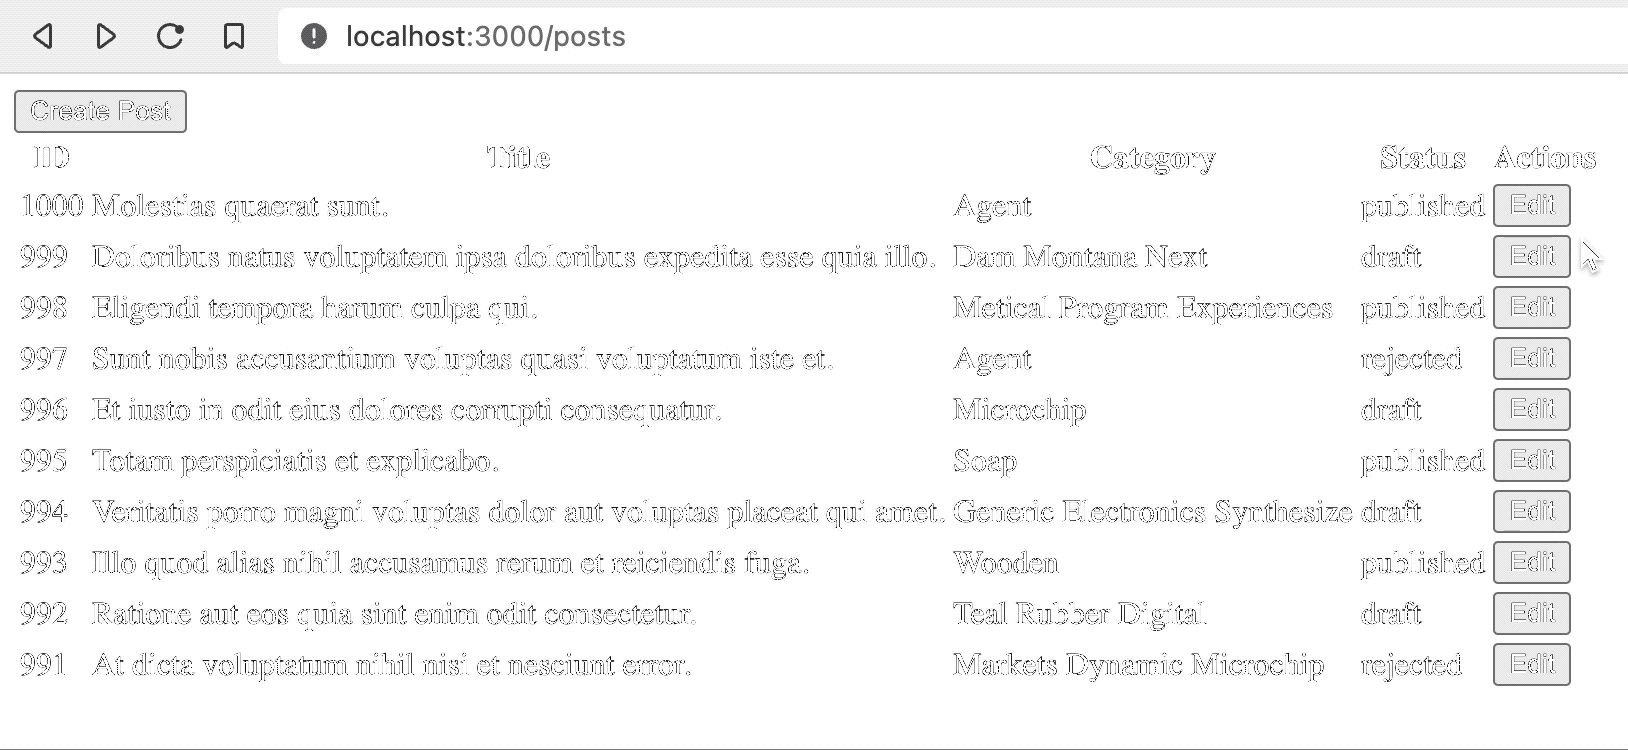 localhost:3000/posts
Create Post
ID Title Category Status Actions
1000 Molestias quaerat sunt. Agent published Edit
999 Doloribus natus voluptatem ipsa doloribus expedita esse quia illo. Dam Montana Next draft Edit
998 Eligendi tempora harum culpa qui. Metical Program Experiences published Edit
997 Sunt nobis accusantium voluptas quasi voluptatum iste et. Agent rejected Edit
996 Et iusto in odit eius dolores corrupti consequatur. Microchip draft Edit
995 Totam perspiciatis et explicabo. Soap published Edit
994 Veritatis porro magni voluptas dolor aut voluptas placeat qui amet. Generic Electronics Synthesize draft Edit
993 Illo quod alias nihil accusamus rerum et reiciendis fuga. Wooden published Edit
992 Ratione aut eos quia sint enim odit consectetur. Teal Rubber Digital draft Edit
991 At dicta voluptatum nihil nisi et nesciunt error. Markets Dynamic Microchip rejected Edit